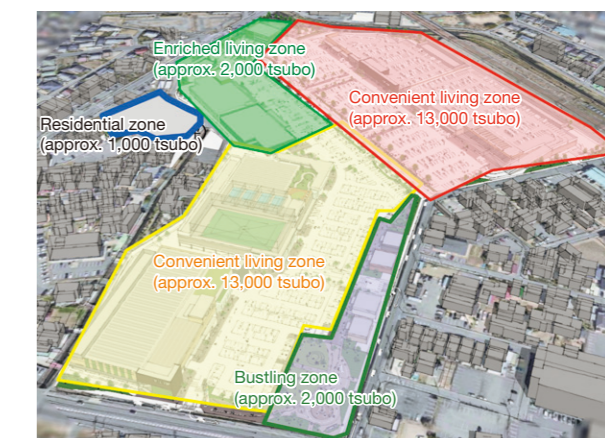 Enriched living zone
(approx. 2,000 tsubo)
Convenient living zone
(approx. 13,000 tsubo)
Residential zone
(approx. 1,000 tsubo)
Convenient living zone
(approx. 13,000 tsubo)
Bustling zone
(approx. 2,000 tsubo)